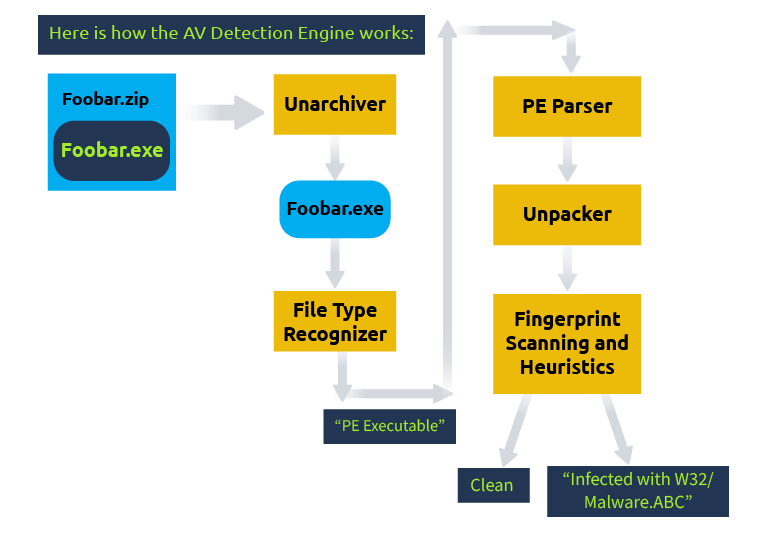 Here is how the AV Detection Engine works:
Foobar.zip
Foobar.exe
Unarchiver
Foobar.exe
File Type
Recognizer
“PE Executable”
PE Parser
Unpacker
Fingerprint
Scanning and
Heuristics
Clean
“Infected with W32/
Malware.ABC”